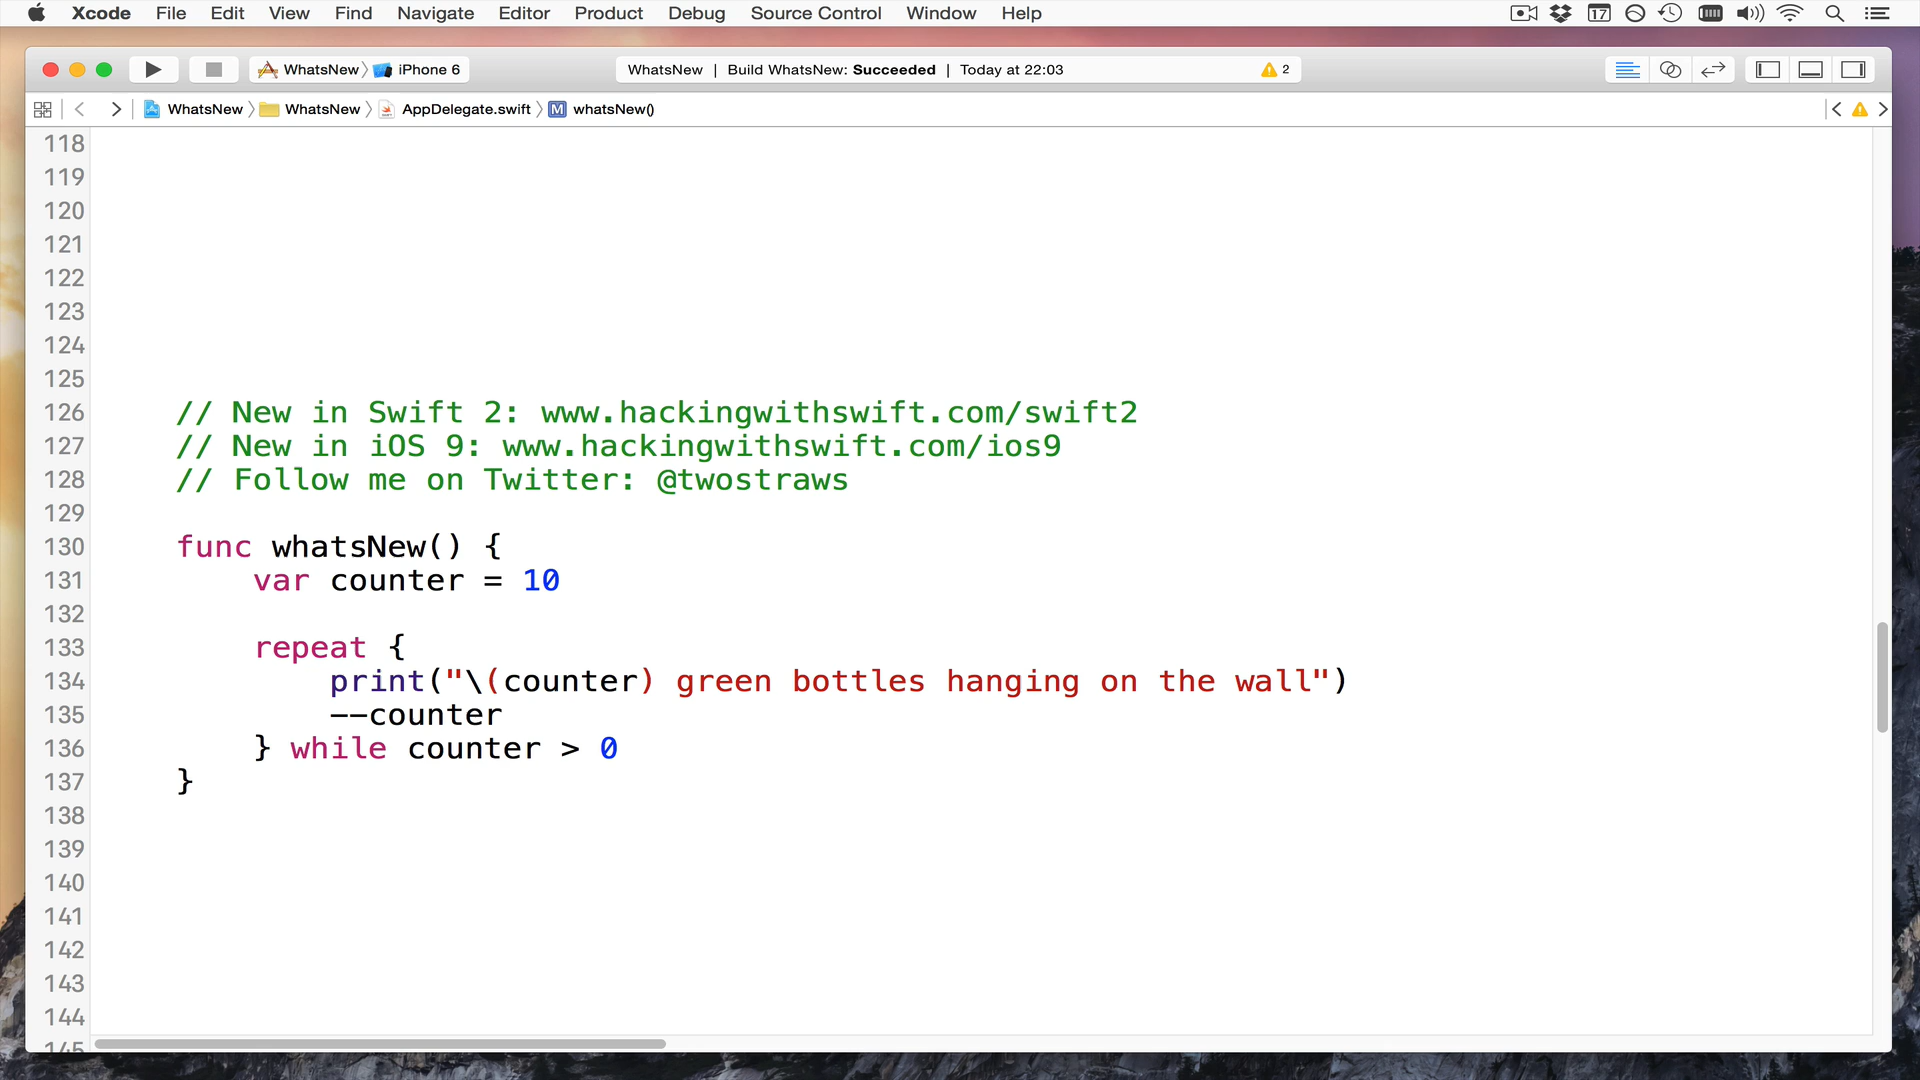 Xcode File Edit View Find Navigate Editor Product Debug Source Control Window Help 17
WhatsNew iPhone 6 WhatsNew | Build WhatsNew: Succeeded | Today at 22:03 2
WhatsNew WhatsNew AppDelegate.swift M whatsNew()
118
119
120
121
122
123
124
125
126 // New in Swift 2: www.hackingwithswift.com/swift2
127 // New in iOS 9: www.hackingwithswift.com/ios9
128 // Follow me on Twitter: @twostraws
129
130 func whatsNew() {
131 var counter = 10
132
133 repeat {
134 print("\(counter) green bottles hanging on the wall")
135 --counter
136 } while counter > 0
137 }
138
139
140
141
142
143
144
145